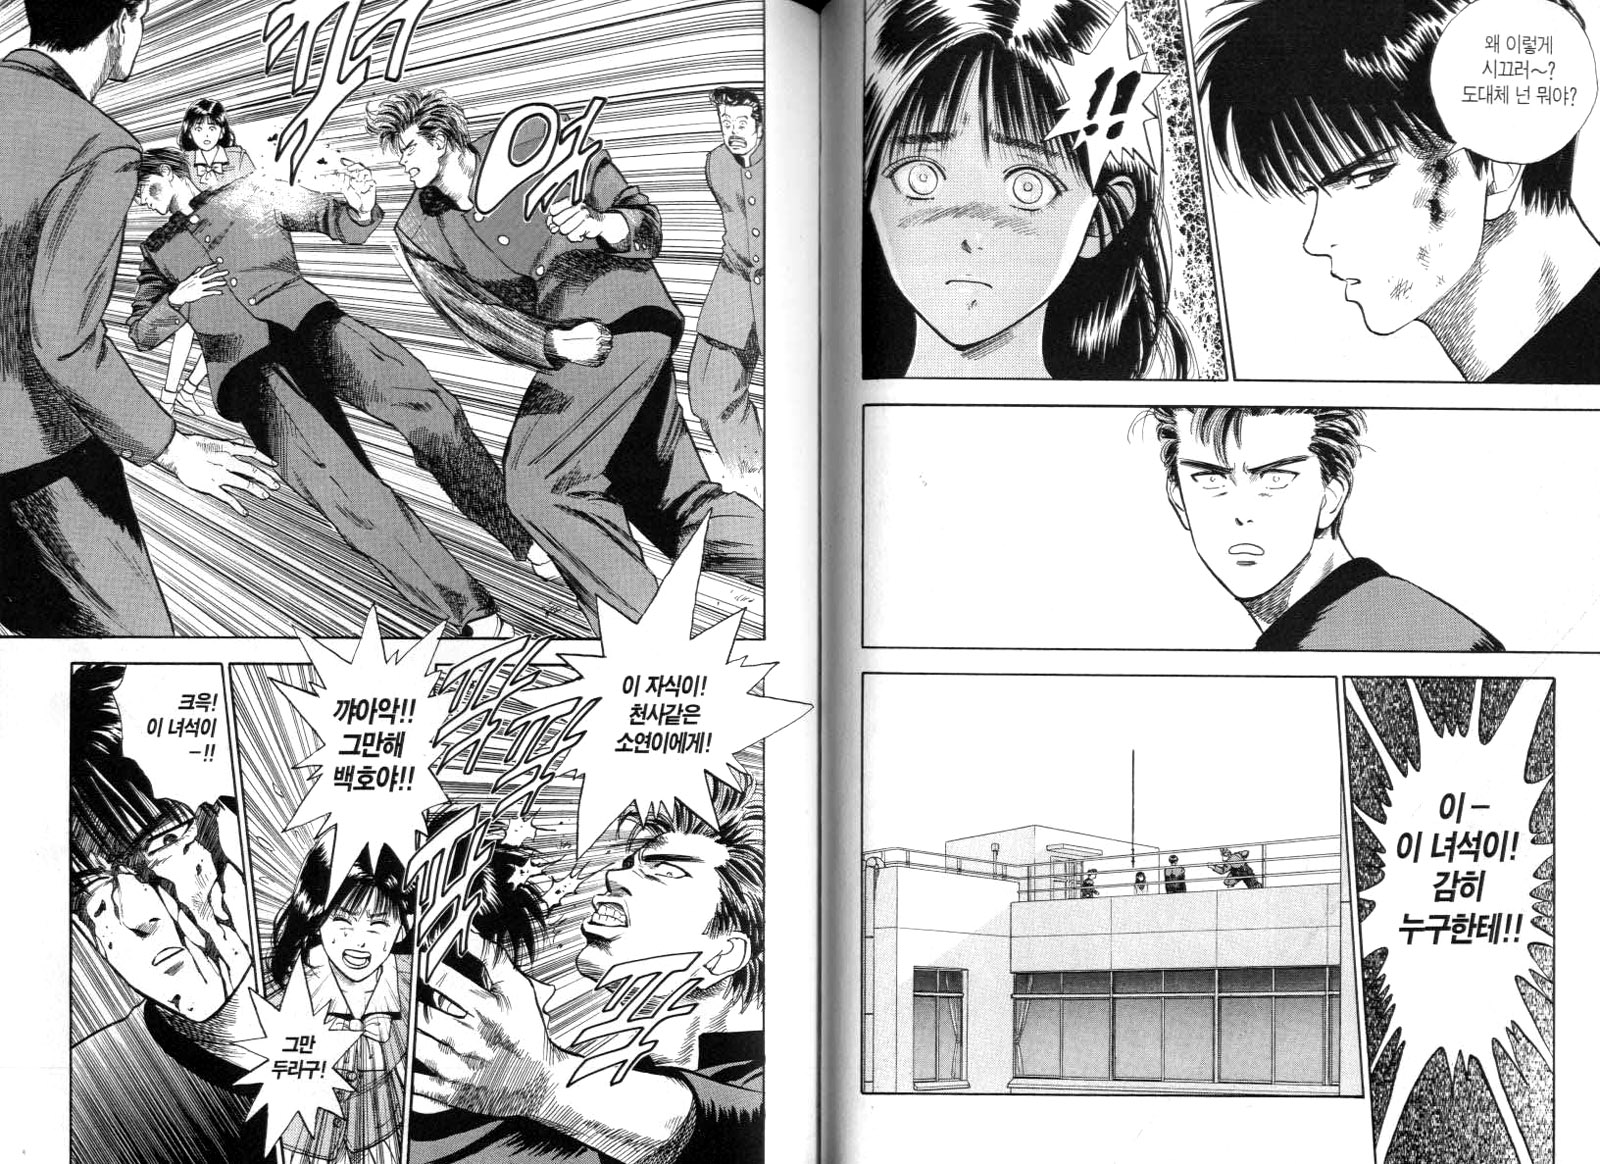 왜 이렇게
시끄러~?
도대체 넌 뭐야?
!!
이–
이 녀석이!
감히
누구한테!!
이 자식이!
천사같은
소연이에게!
꺄아악!!
그만해
백호야!!
그만
두라구!
크윽!
이 녀석이
–!!